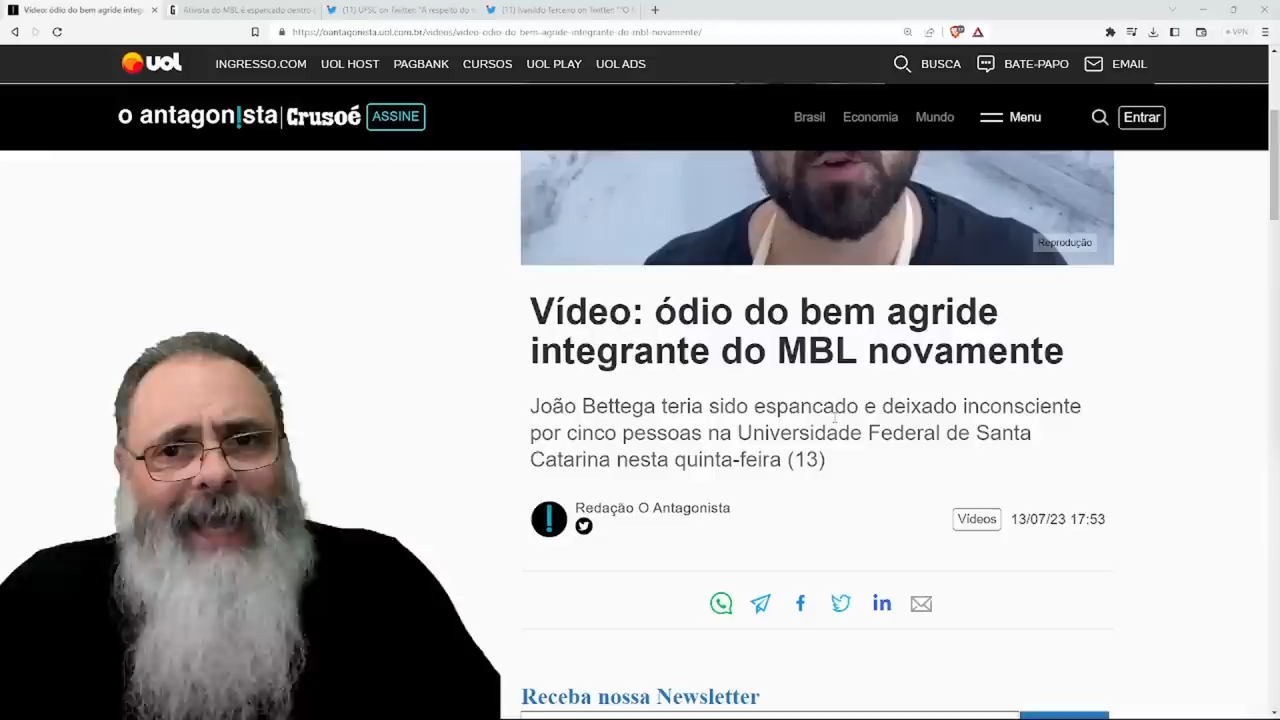 Vídeo: ódio do bem agride integ
Ativista do MBL é espancado dentro
(11) UFSC on Twitter: "A respeito do
(11) Ivanildo Terceiro on Twitter: "O
https://oantagonista.uol.com.br/videos/video-odio-do-bem-agride-integrante-do-mbl-novamente/
VPN
UOL
INGRESSO.COM UOL HOST PAGBANK CURSOS UOL PLAY UOL ADS BUSCA BATE-PAPO EMAIL
o antagon!sta | Crusoé ASSINE Brasil Economia Mundo Menu Entrar
Reprodução
Vídeo: ódio do bem agride
integrante do MBL novamente
João Bettega teria sido espancado e deixado inconsciente
por cinco pessoas na Universidade Federal de Santa
Catarina nesta quinta-feira (13)
Redação O Antagonista
Vídeos 13/07/23 17:53
Receba nossa Newsletter